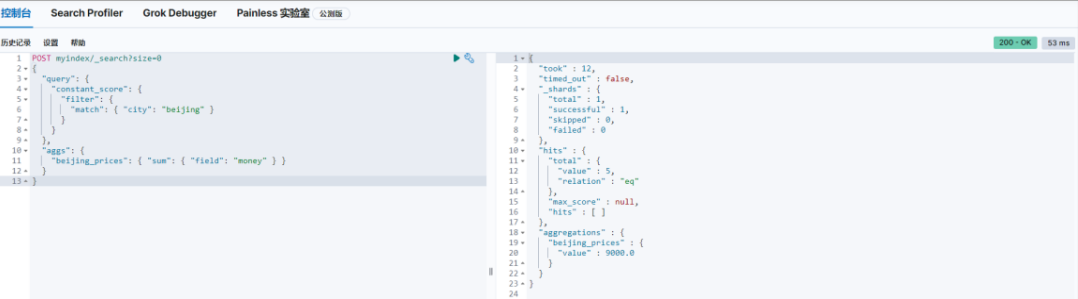 控制台 Search Profiler Grok Debugger Painless 实验室 公测版
历史记录 设置 帮助 200 - OK 53 ms
1 POST myindex/_search?size=0
2 {
3 "query": {
4 "constant_score": {
5 "filter": {
6 "match": { "city": "beijing" }
7 }
8 }
9 },
10 "aggs": {
11 "beijing_prices": { "sum": { "field": "money" } }
12 }
13 }
1 {
2 "took" : 12,
3 "timed_out" : false,
4 "_shards" : {
5 "total" : 1,
6 "successful" : 1,
7 "skipped" : 0,
8 "failed" : 0
9 },
10 "hits" : {
11 "total" : {
12 "value" : 5,
13 "relation" : "eq"
14 },
15 "max_score" : null,
16 "hits" : [ ]
17 },
18 "aggregations" : {
19 "beijing_prices" : {
20 "value" : 9000.0
21 }
22 }
23 }
24